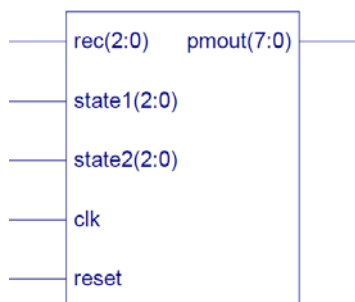 rec(2:0) pmout(7:0)
state1(2:0)
state2(2:0)
clk
reset